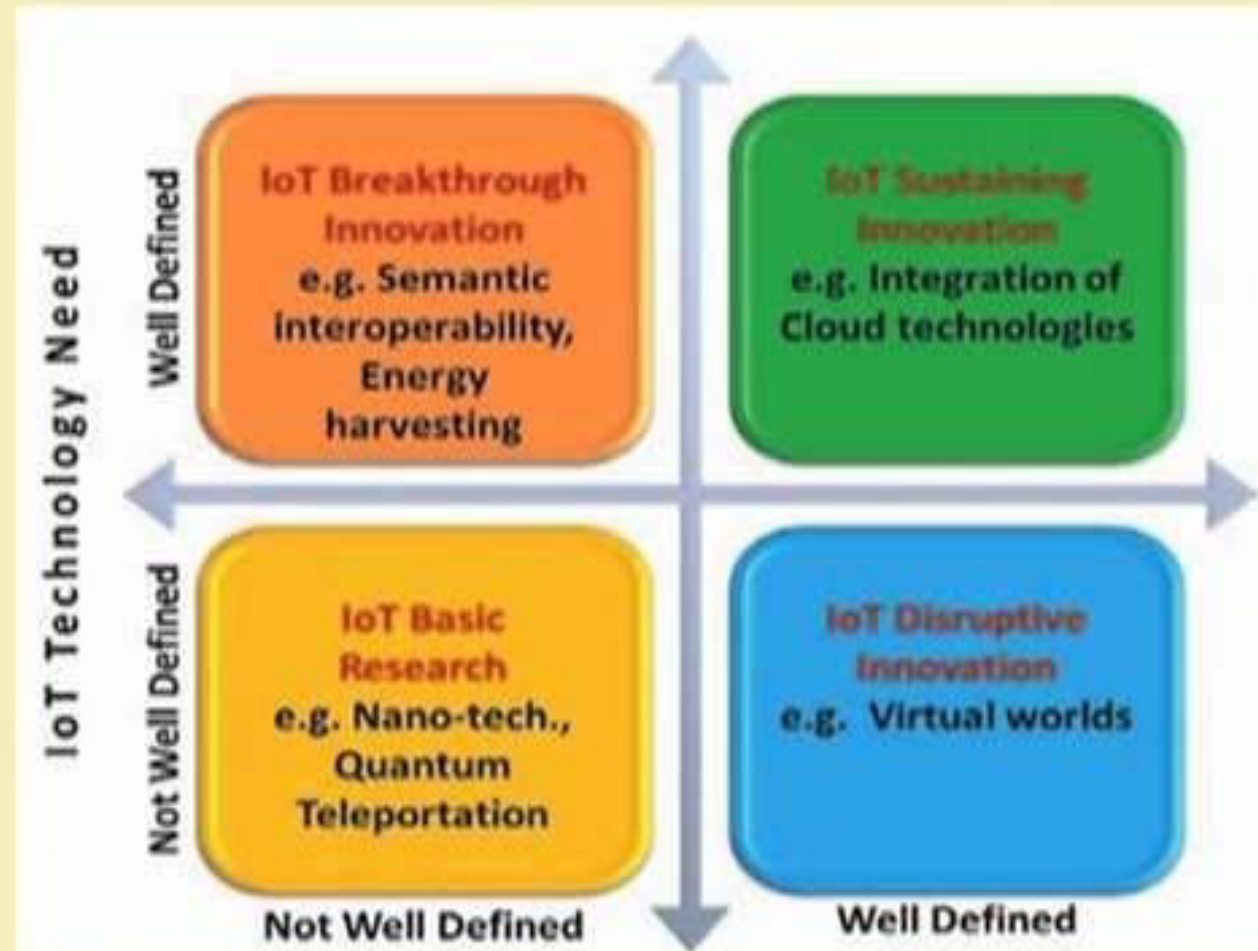 IoT Technology Need
Well Defined
IoT Breakthrough
Innovation
e.g. Semantic
interoperability,
Energy
harvesting
IoT Sustaining
Innovation
e.g. Integration of
Cloud technologies
Not Well Defined
IoT Basic
Research
e.g. Nano-tech.,
Quantum
Teleportation
IoT Disruptive
Innovation
e.g. Virtual worlds
Not Well Defined
Well Defined